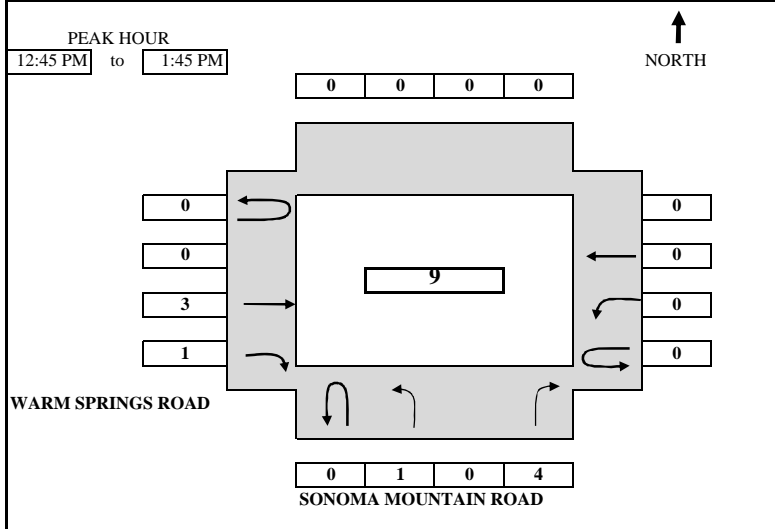 PEAK HOUR
12:45 PM to 1:45 PM
NORTH
0 0 0 0
0 0
0 0
9
3 0
1 0
WARM SPRINGS ROAD
0 1 0 4
SONOMA MOUNTAIN ROAD